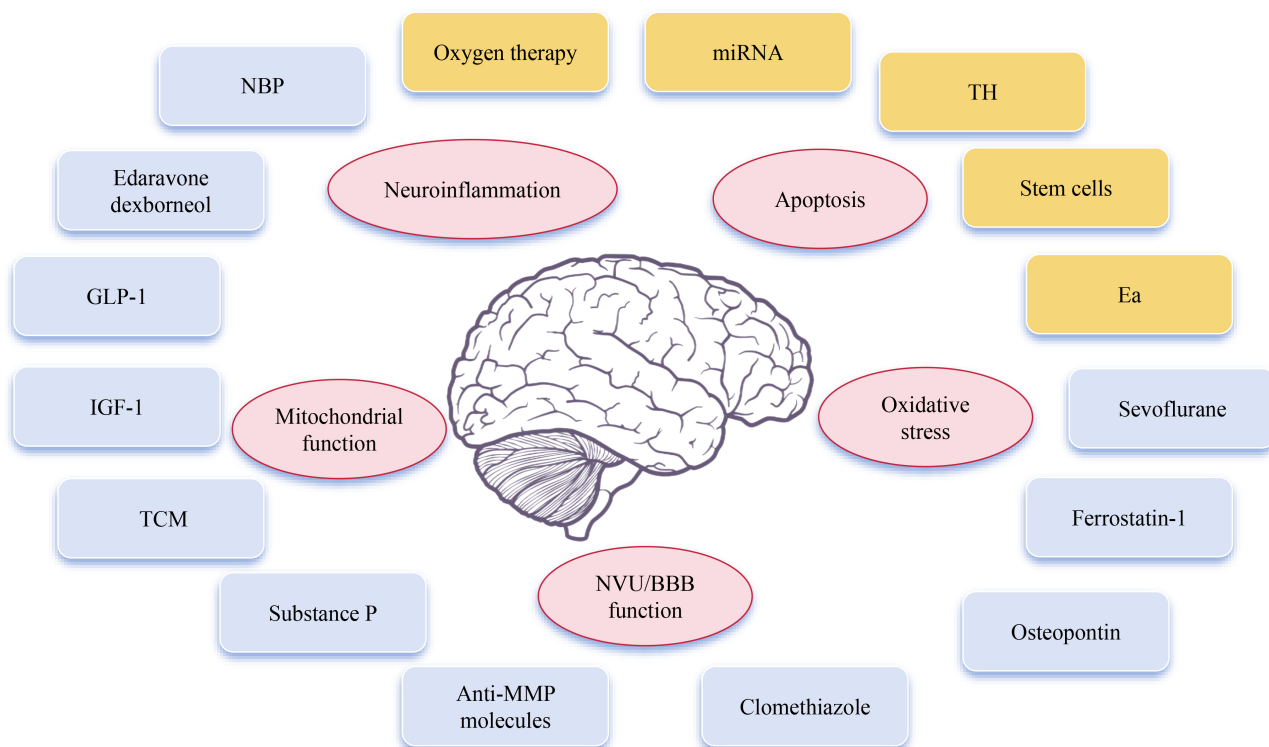 Oxygen therapy
miRNA
NBP
TH
Edaravone
dexborneol
Neuroinflammation
Apoptosis
Stem cells
GLP-1
Ea
IGF-1
Mitochondrial
function
Oxidative
stress
Sevoflurane
TCM
Ferrostatin-1
Substance P
NVU/BBB
function
Osteopontin
Anti-MMP
molecules
Clomethiazole